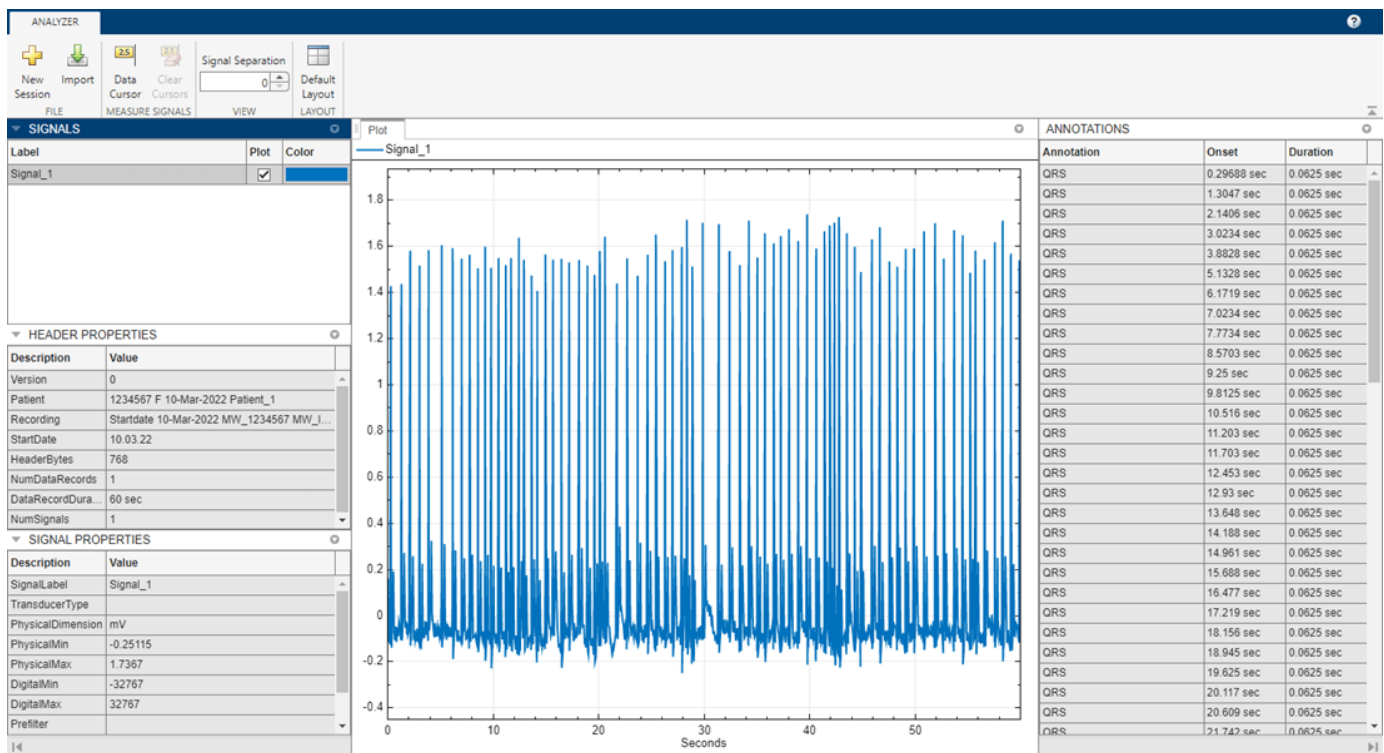 ANALYZER
?
New Session
Import
2.5
Data Cursor
Clear Cursors
Signal Separation
0
Default Layout
FILE
MEASURE SIGNALS
VIEW
LAYOUT
SIGNALS
Label Plot Color
Signal_1
HEADER PROPERTIES
Description Value
Version 0
Patient 1234567 F 10-Mar-2022 Patient_1
Recording Startdate 10-Mar-2022 MW_1234567 MW_I...
StartDate 10.03.22
HeaderBytes 768
NumDataRecords 1
DataRecordDura... 60 sec
NumSignals 1
SIGNAL PROPERTIES
Description Value
SignalLabel Signal_1
TransducerType
PhysicalDimension mV
PhysicalMin -0.25115
PhysicalMax 1.7367
DigitalMin -32767
DigitalMax 32767
Prefilter
Plot
Signal_1
1.8
1.6
1.4
1.2
1
0.8
0.6
0.4
0.2
0
-0.2
-0.4
0 10 20 30 40 50
Seconds
ANNOTATIONS
Annotation Onset Duration
QRS 0.29688 sec 0.0625 sec
QRS 1.3047 sec 0.0625 sec
QRS 2.1406 sec 0.0625 sec
QRS 3.0234 sec 0.0625 sec
QRS 3.8828 sec 0.0625 sec
QRS 5.1328 sec 0.0625 sec
QRS 6.1719 sec 0.0625 sec
QRS 7.0234 sec 0.0625 sec
QRS 7.7734 sec 0.0625 sec
QRS 8.5703 sec 0.0625 sec
QRS 9.25 sec 0.0625 sec
QRS 9.8125 sec 0.0625 sec
QRS 10.516 sec 0.0625 sec
QRS 11.203 sec 0.0625 sec
QRS 11.703 sec 0.0625 sec
QRS 12.453 sec 0.0625 sec
QRS 12.93 sec 0.0625 sec
QRS 13.648 sec 0.0625 sec
QRS 14.188 sec 0.0625 sec
QRS 14.961 sec 0.0625 sec
QRS 15.688 sec 0.0625 sec
QRS 16.477 sec 0.0625 sec
QRS 17.219 sec 0.0625 sec
QRS 18.156 sec 0.0625 sec
QRS 18.945 sec 0.0625 sec
QRS 19.625 sec 0.0625 sec
QRS 20.117 sec 0.0625 sec
QRS 20.609 sec 0.0625 sec
QRS 21.742 sec 0.0625 sec